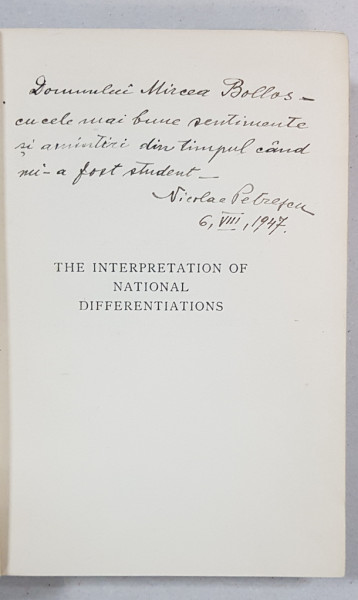 Domnului Mircea Bollos –
cu cele mai bune sentimente
și amintiri din timpul când
mi-a fost student –
Nicolae Petrescu
6, VIII, 1947.
THE INTERPRETATION OF
NATIONAL
DIFFERENTIATIONS